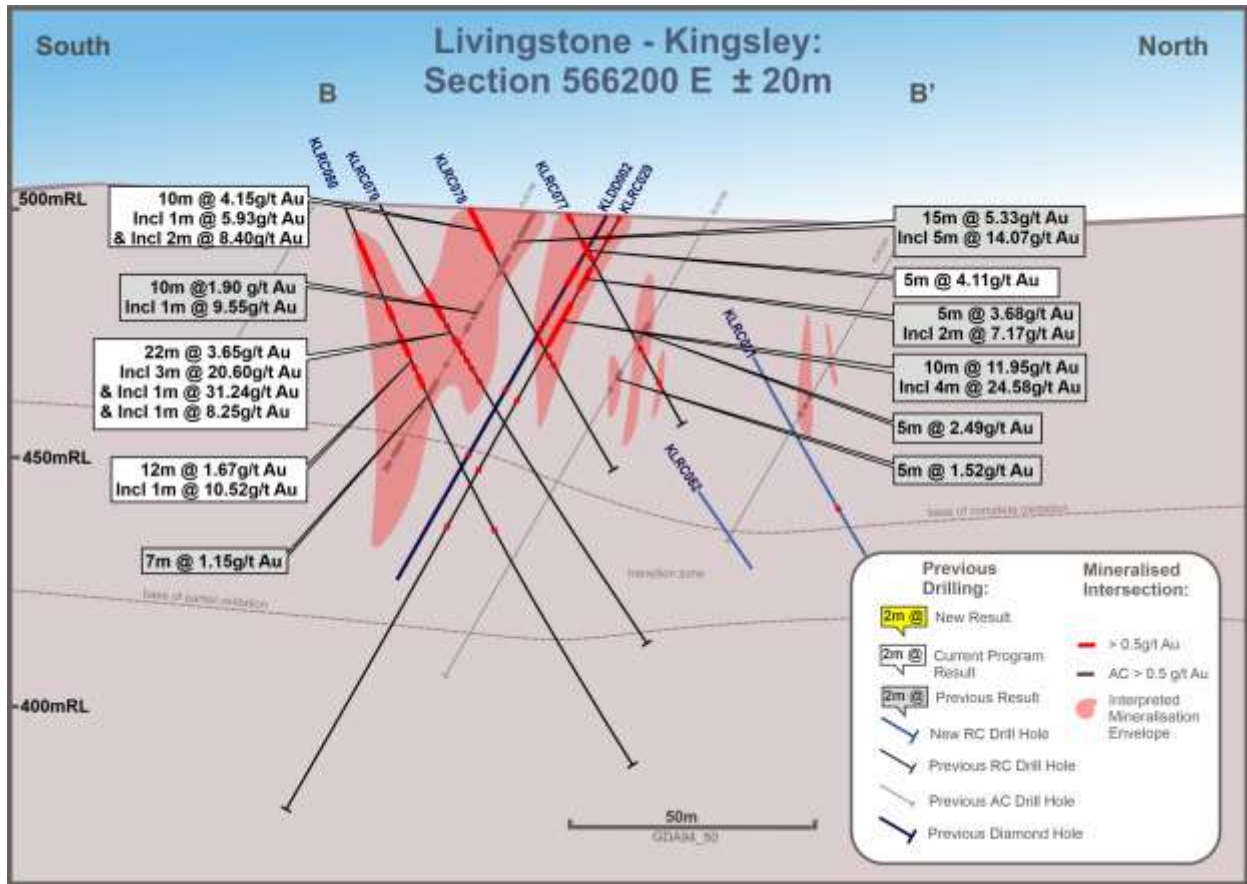 South
Livingstone - Kingsley:
Section 566200 E ± 20m
North
B
B'
KLRC080
KLRC079
KLRC078
KLRC077
KLDD002
KLRC029
500mRL
10m @ 4.15g/t Au
Incl 1m @ 5.93g/t Au
& Incl 2m @ 8.40g/t Au
10m @1.90 g/t Au
Incl 1m @ 9.55g/t Au
22m @ 3.65g/t Au
Incl 3m @ 20.60g/t Au
& Incl 1m @ 31.24g/t Au
& Incl 1m @ 8.25g/t Au
450mRL
12m @ 1.67g/t Au
Incl 1m @ 10.52g/t Au
7m @ 1.15g/t Au
15m @ 5.33g/t Au
Incl 5m @ 14.07g/t Au
5m @ 4.11g/t Au
5m @ 3.68g/t Au
Incl 2m @ 7.17g/t Au
10m @ 11.95g/t Au
Incl 4m @ 24.58g/t Au
5m @ 2.49g/t Au
5m @ 1.52g/t Au
KLRC082
base of complete oxidation
transition zone
base of partial oxidation
400mRL
50m
GDA94_50
Previous
Drilling:
2m @ New Result
2m @ Current Program
Result
2m @ Previous Result
New RC Drill Hole
Previous RC Drill Hole
Previous AC Drill Hole
Previous Diamond Hole
Mineralised
Intersection:
> 0.5g/t Au
AC > 0.5 g/t Au
Interpreted
Mineralisation
Envelope